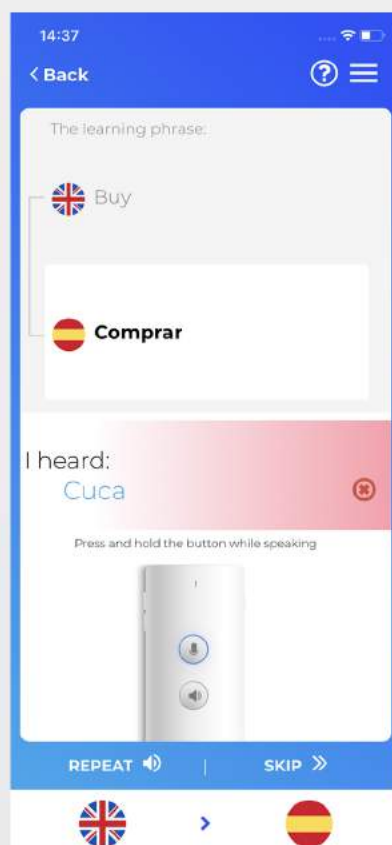 14:37
Back
The learning phrase:
Buy
Comprar
I heard:
Cuca
Press and hold the button while speaking
REPEAT | SKIP